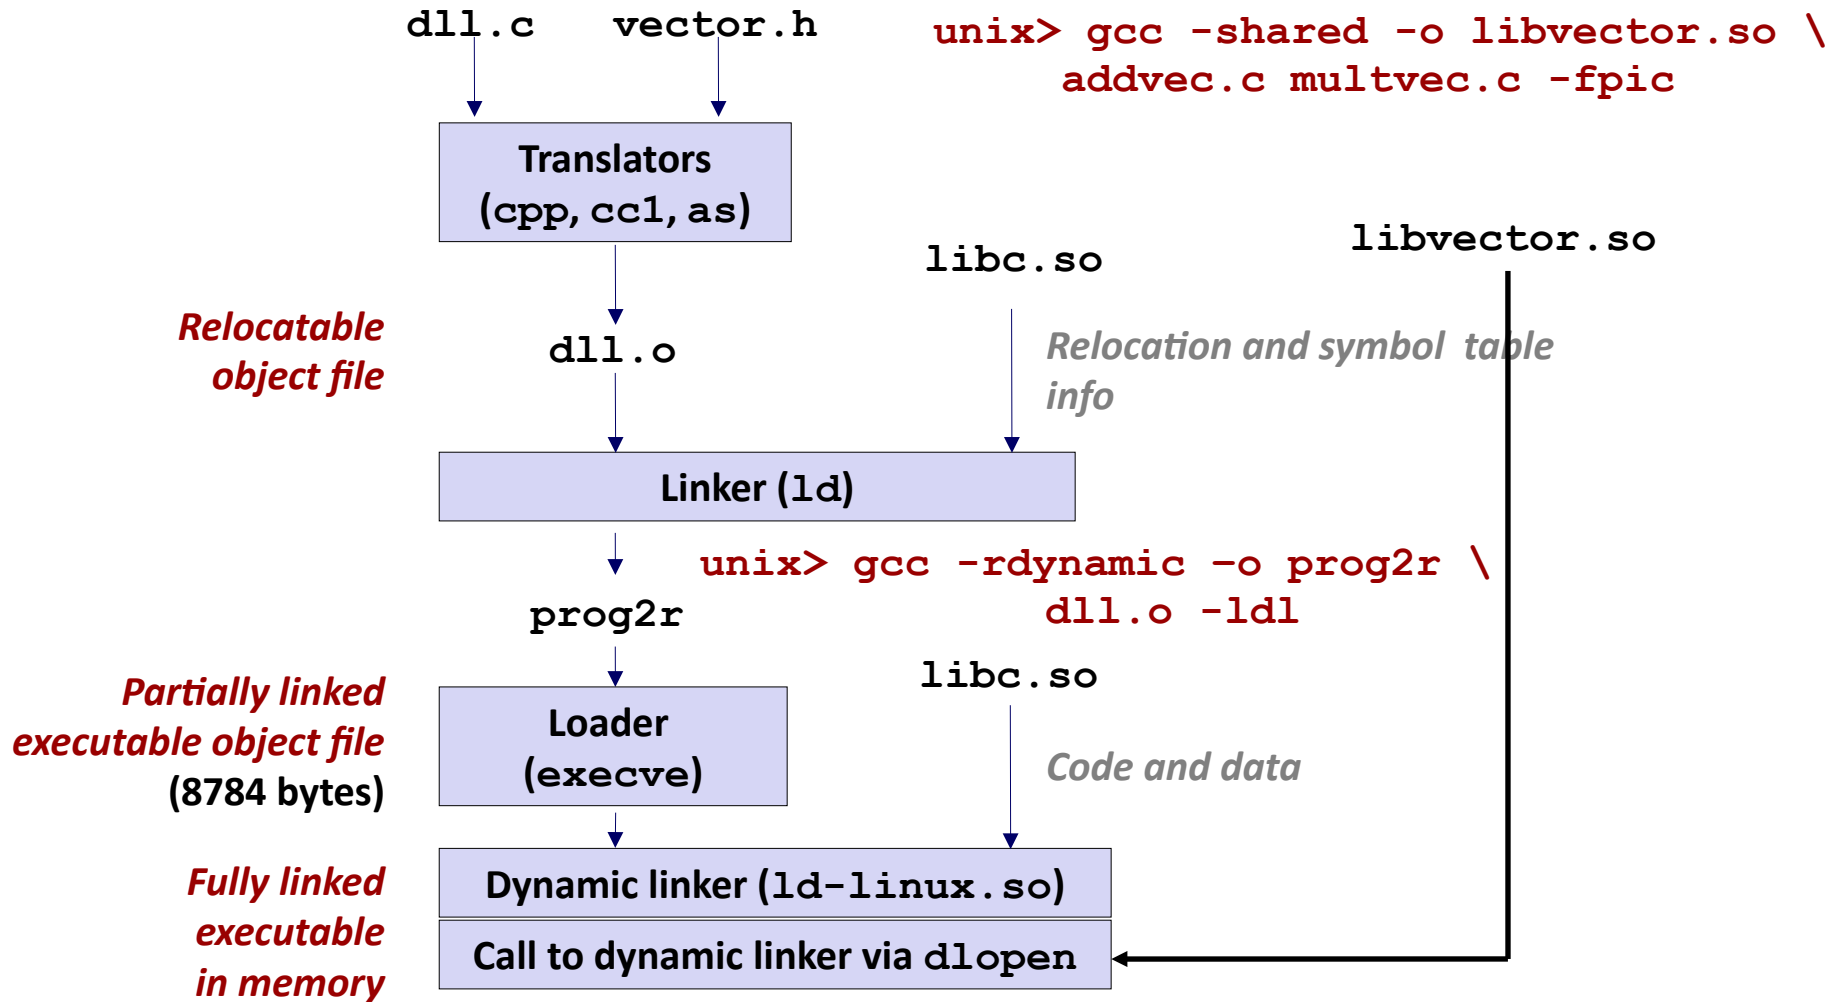 dll.c vector.h
unix> gcc -shared -o libvector.so \
addvec.c multvec.c -fpic
Translators
(cpp, cc1, as)
libc.so
libvector.so
Relocatable
object file
dll.o
Relocation and symbol table
info
Linker (ld)
unix> gcc -rdynamic –o prog2r \
dll.o -ldl
prog2r
libc.so
Partially linked
executable object file
(8784 bytes)
Loader
(execve)
Code and data
Fully linked
executable
in memory
Dynamic linker (ld-linux.so)
Call to dynamic linker via dlopen